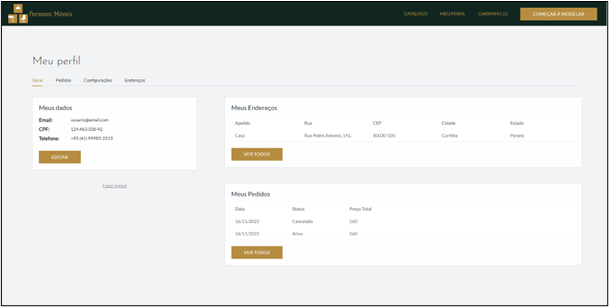 Personal Móveis
CATÁLOGO MEU PERFIL CARRINHO (1) COMEÇAR A MODELAR
Meu perfil
Geral Pedidos Configurações Endereços
Meus dados
Email: usuario@email.com
CPF: 124.463.338-92
Telefone: +55 (41) 99983-2213
EDITAR
Fazer logout
Meus Endereços
Apelido Rua CEP Cidade Estado
Casa Rua Padre Antonio, 141, 80030-100 Curitiba Paraná
VER TODOS
Meus Pedidos
Data Status Preço Total
16/11/2023 Cancelado 560
16/11/2023 Ativo 560
VER TODOS